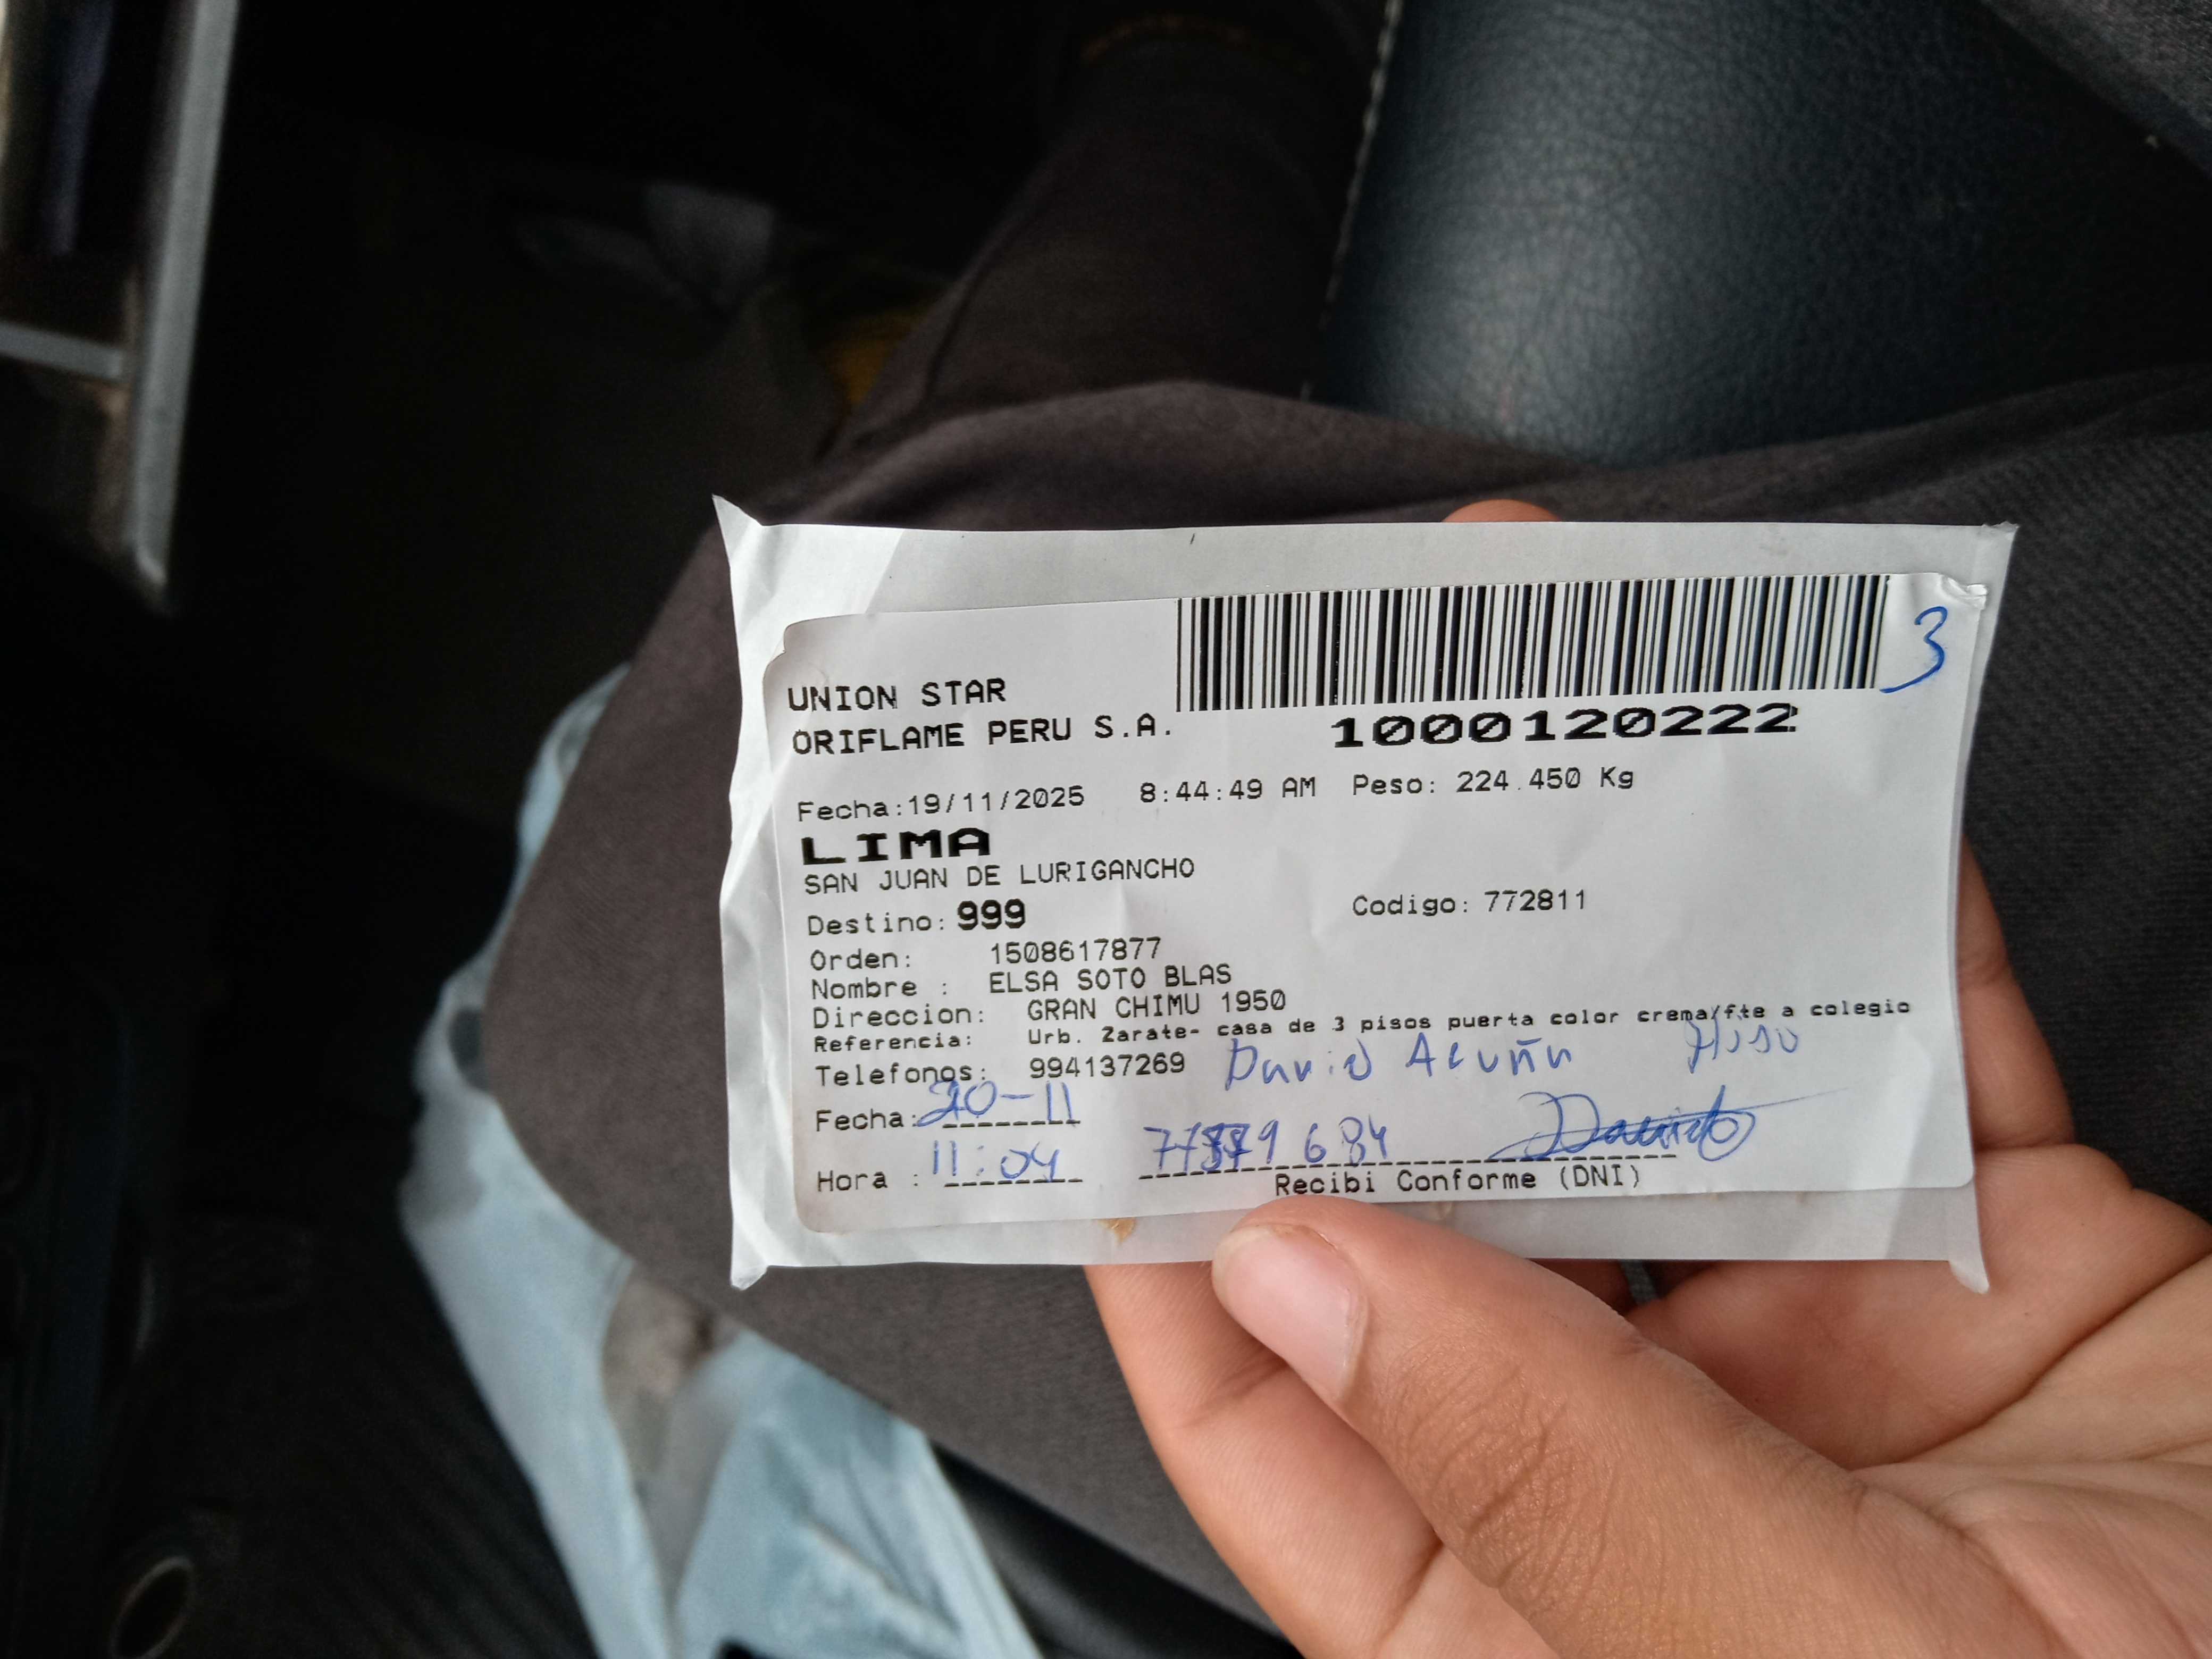 3
UNION STAR
ORIFLAME PERU S.A.
1000120222
Fecha:19/11/2025 8:44:49 AM Peso: 224.450 Kg
LIMA
SAN JUAN DE LURIGANCHO
Destino: 999 Codigo: 772811
Orden: 1508617877
Nombre : ELSA SOTO BLAS
Direccion: GRAN CHIMU 1950
Referencia: Urb. Zarate- casa de 3 pisos puerta color crema/fte a colegio
Telefonos: 994137269 David Acuña Hijo
Fecha: 20-11
Hora : 11:04
Recibi Conforme (DNI)